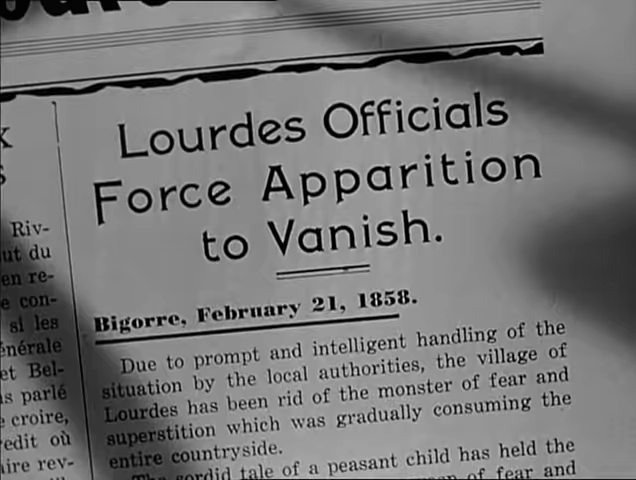 Lourdes Officials
Force Apparition
to Vanish.
Bigorre, February 21, 1858.
Due to prompt and intelligent handling of the
situation by the local authorities, the village of
Lourdes has been rid of the monster of fear and
superstition which was gradually consuming the
entire countryside.
sordid tale of a peasant child has held the
of fear and
Riv-
ut du
en re-
e con-
si les
énérale
et Bel-
s parlé
croire,
edit où
aire rev-